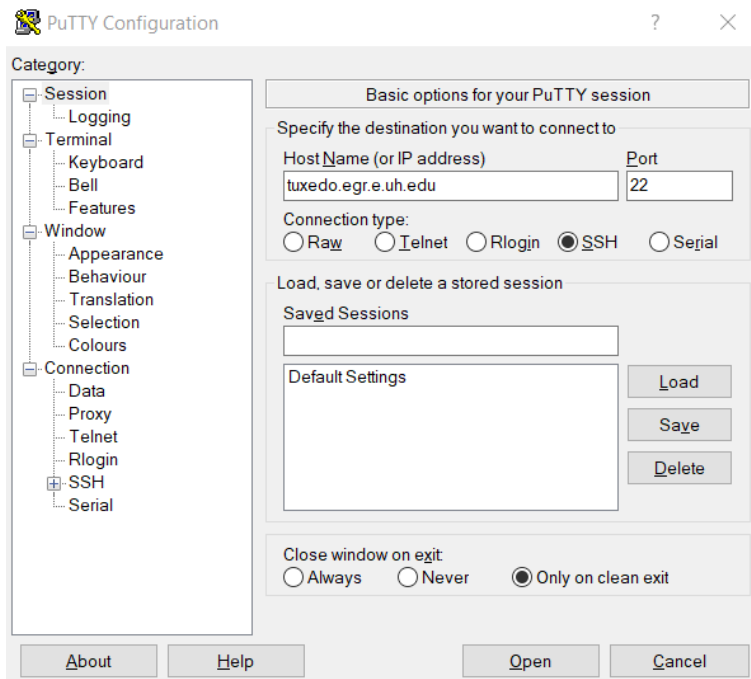 PuTTY Configuration
?
Category:
Session
Logging
Terminal
Keyboard
Bell
Features
Window
Appearance
Behaviour
Translation
Selection
Colours
Connection
Data
Proxy
Telnet
Rlogin
SSH
Serial
Basic options for your PuTTY session
Specify the destination you want to connect to
Host Name (or IP address) Port
tuxedo.egr.e.uh.edu 22
Connection type:
Raw Telnet Rlogin SSH Serial
Load, save or delete a stored session
Saved Sessions
Default Settings
Load
Save
Delete
Close window on exit:
Always Never Only on clean exit
About Help Open Cancel